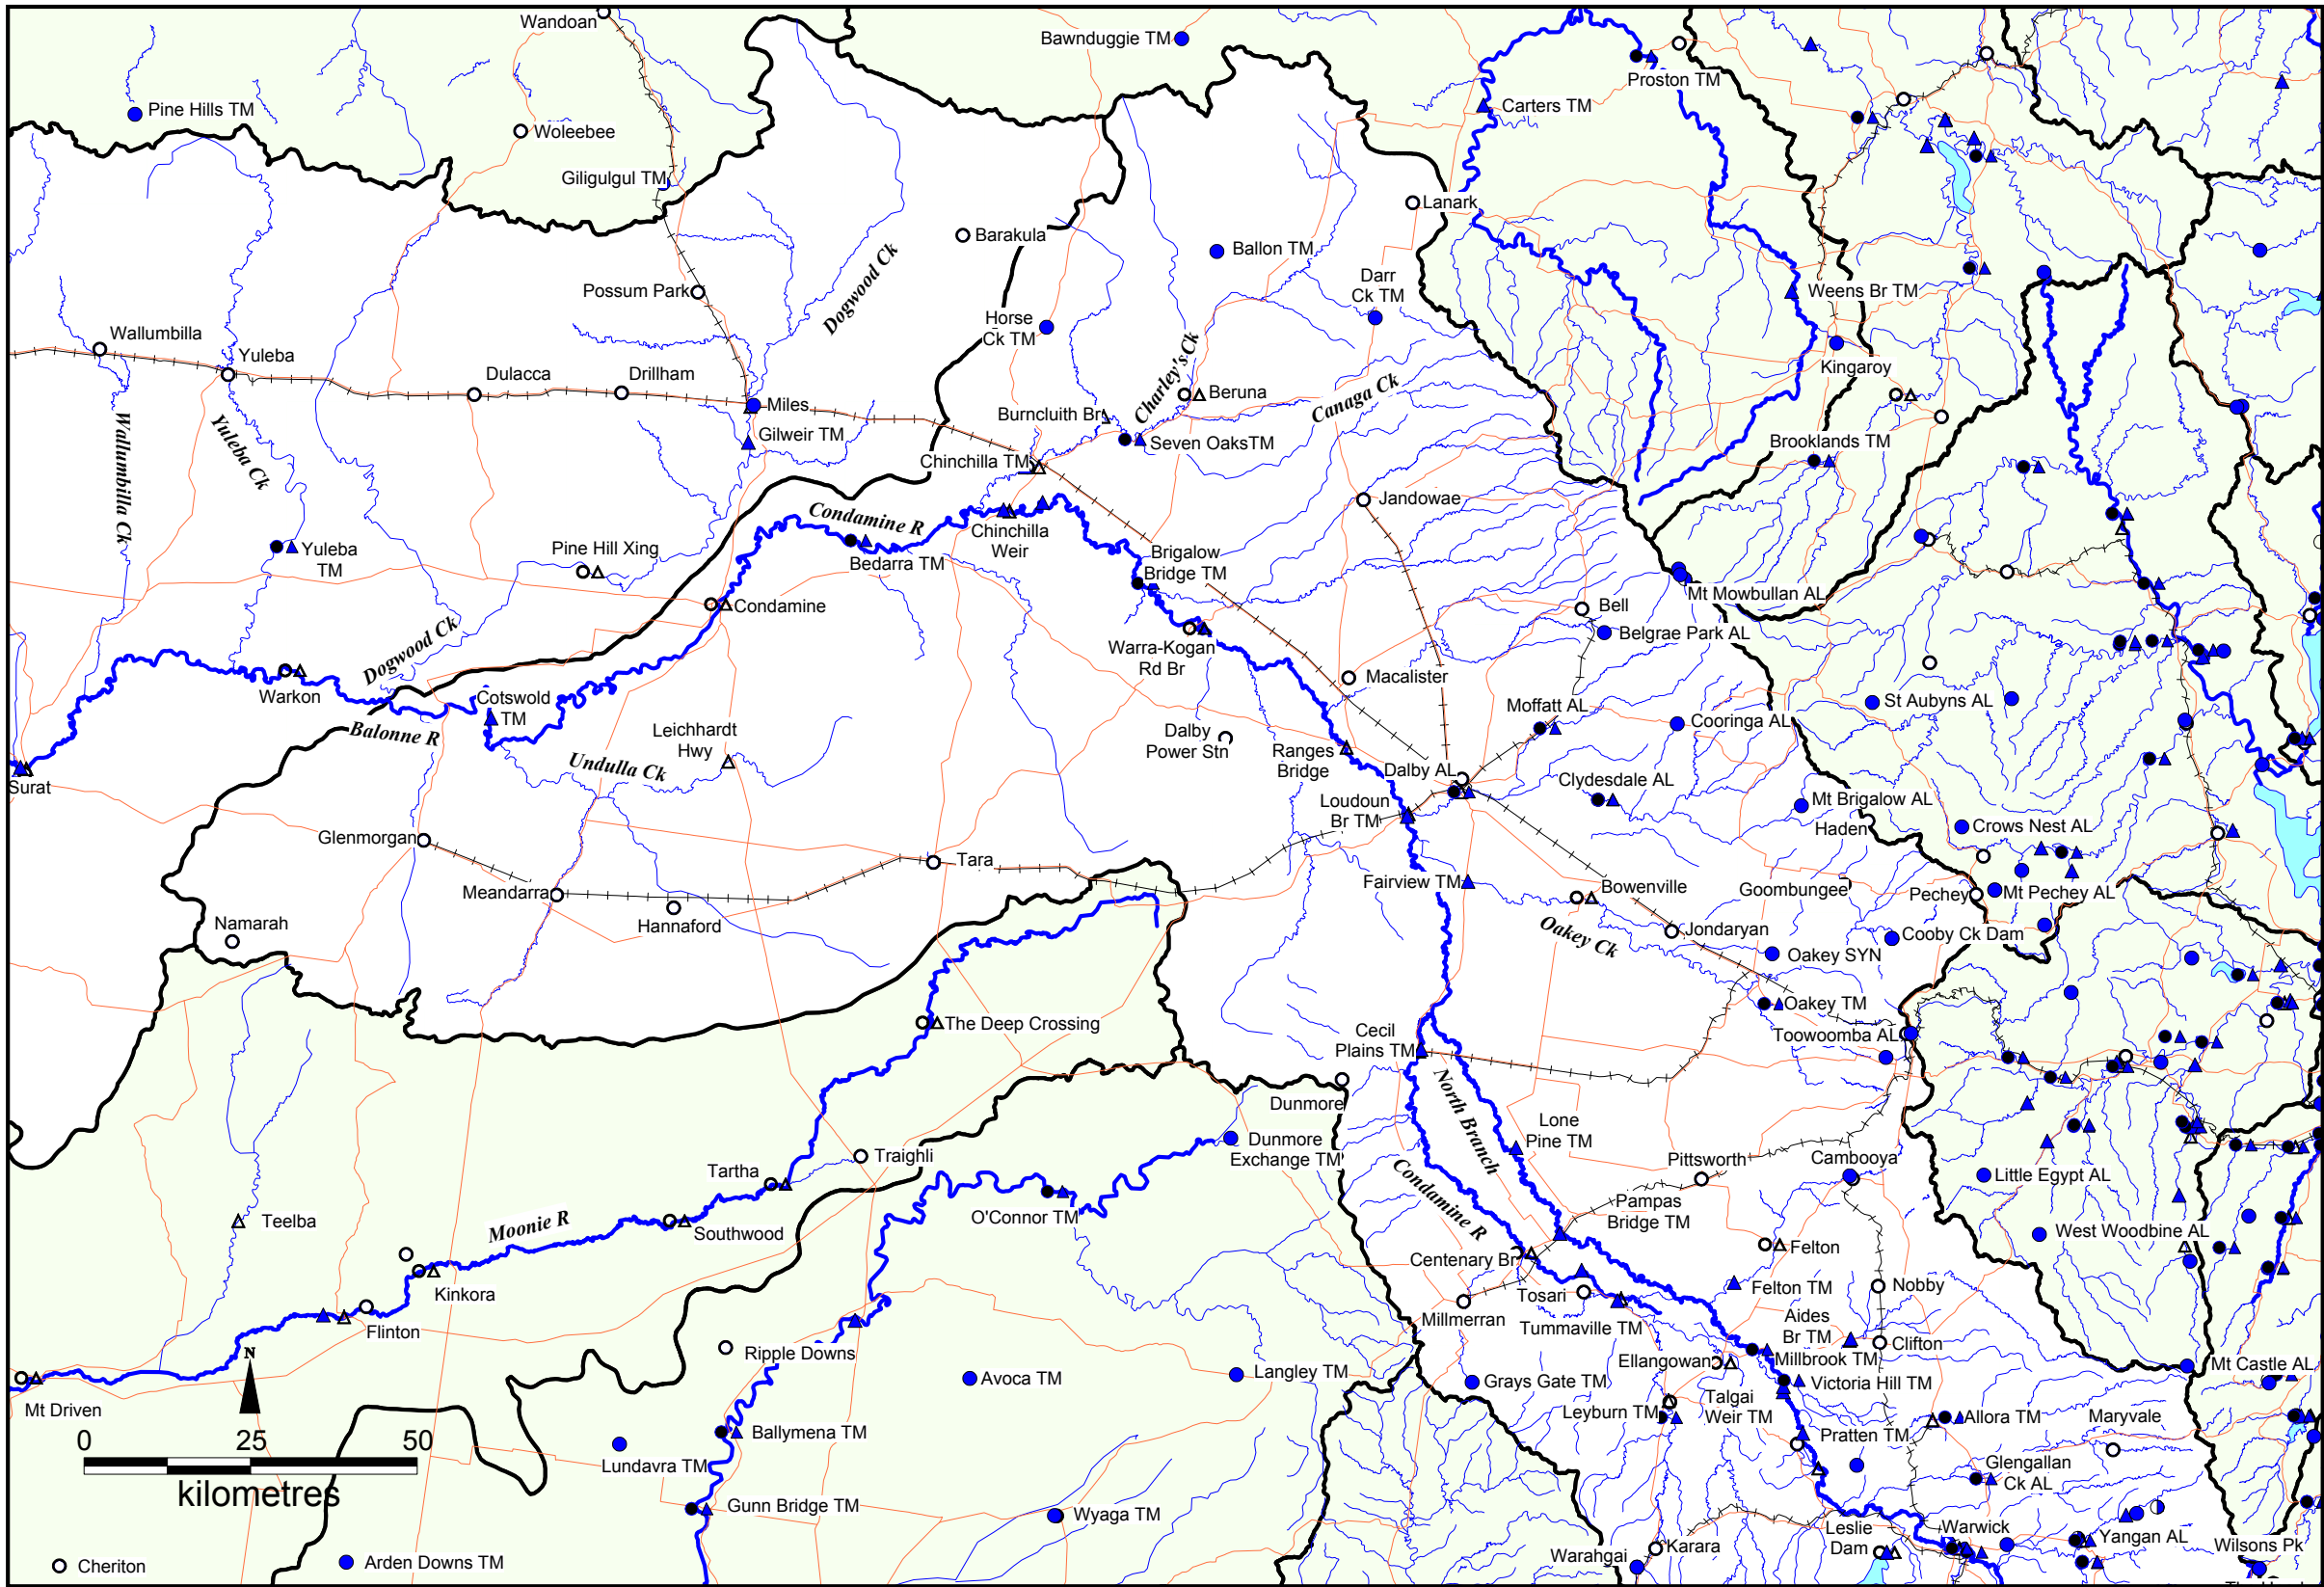 Wandoan
Bawnduggie TM
Proston TM
Pine Hills TM
Carters TM
Woleebee
Giligulgul TM
Lanark
Barakula
Ballon TM
Dogwood Ck
Darr
Ck TM
Possum Park
Weens Br TM
Horse
Ck TM
Wallumbilla
Yuleba
Charley's Ck
Kingaroy
Dulacca
Drillham
Canaga Ck
Beruna
Miles
Burncluith Br
Gilweir TM
Seven OaksTM
Brooklands TM
Wallumbilla Ck
Yuleba Ck
Chinchilla TM
Jandowae
Condamine R
Chinchilla
Weir
Yuleba
TM
Pine Hill Xing
Bedarra TM
Brigalow
Bridge TM
Mt Mowbullan AL
Condamine
Bell
Belgrae Park AL
Dogwood Ck
Warra-Kogan
Rd Br
Macalister
Warkon
Cotswold
TM
Moffatt AL
St Aubyns AL
Balonne R
Leichhardt
Hwy
Dalby
Power Stn
Cooringa AL
Undulla Ck
Ranges
Bridge
Dalby AL
Surat
Clydesdale AL
Loudoun
Br TM
Mt Brigalow AL
Haden
Crows Nest AL
Glenmorgan
Tara
Fairview TM
Bowenville
Goombungee
Pechey
Mt Pechey AL
Meandarra
Hannaford
Namarah
Oakey Ck
Jondaryan
Cooby Ck Dam
Oakey SYN
Oakey TM
The Deep Crossing
Cecil
Plains TM
Toowoomba AL
Dunmore
North Branch
Lone
Pine TM
Dunmore
Exchange TM
Traighli
Tartha
Pittsworth
Cambooya
Little Egypt AL
Condamine R
Pampas
Bridge TM
O'Connor TM
Teelba
Moonie R
Southwood
West Woodbine AL
Felton
Centenary Br
Kinkora
Felton TM
Nobby
Tosari
Millmerran
Aides
Br TM
Flinton
Tummaville TM
Clifton
N
Ripple Downs
Ellangowan
Millbrook TM
Mt Castle AL
Avoca TM
Langley TM
Grays Gate TM
Victoria Hill TM
Mt Driven
Leyburn TM
Talgai
Weir TM
Allora TM
Maryvale
Ballymena TM
Pratten TM
0 25 50
kilometres
Lundavra TM
Glengallan
Ck AL
Gunn Bridge TM
Wyaga TM
Leslie
Dam
Warwick
Yangan AL
Wilsons Pk
Karara
Warahgai
Cheriton
Arden Downs TM